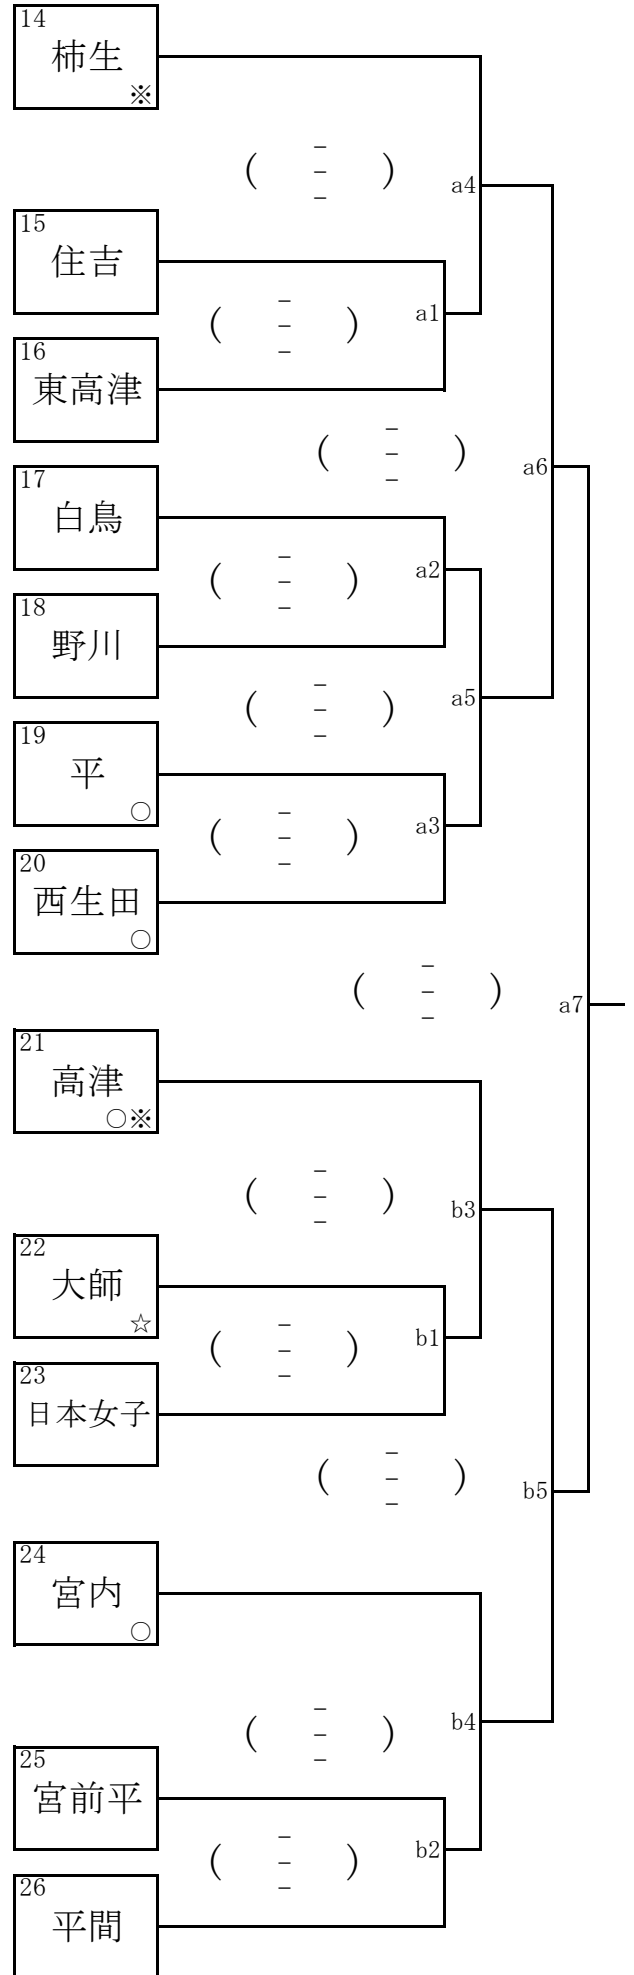 14
柿生
※
-
( - ) a4
-
15
住吉
-
( - ) a1
-
16
東高津
-
( - ) a6
-
17
白鳥
-
( - ) a2
-
18
野川
-
( - ) a5
-
19
平
○
-
( - ) a3
-
20
西生田
○
-
( - ) a7
-
21
高津
○※
-
( - ) b3
-
22
大師
☆
-
( - ) b1
-
23
日本女子
-
( - ) b5
-
24
宮内
○
-
( - ) b4
-
25
宮前平
-
( - ) b2
-
26
平間